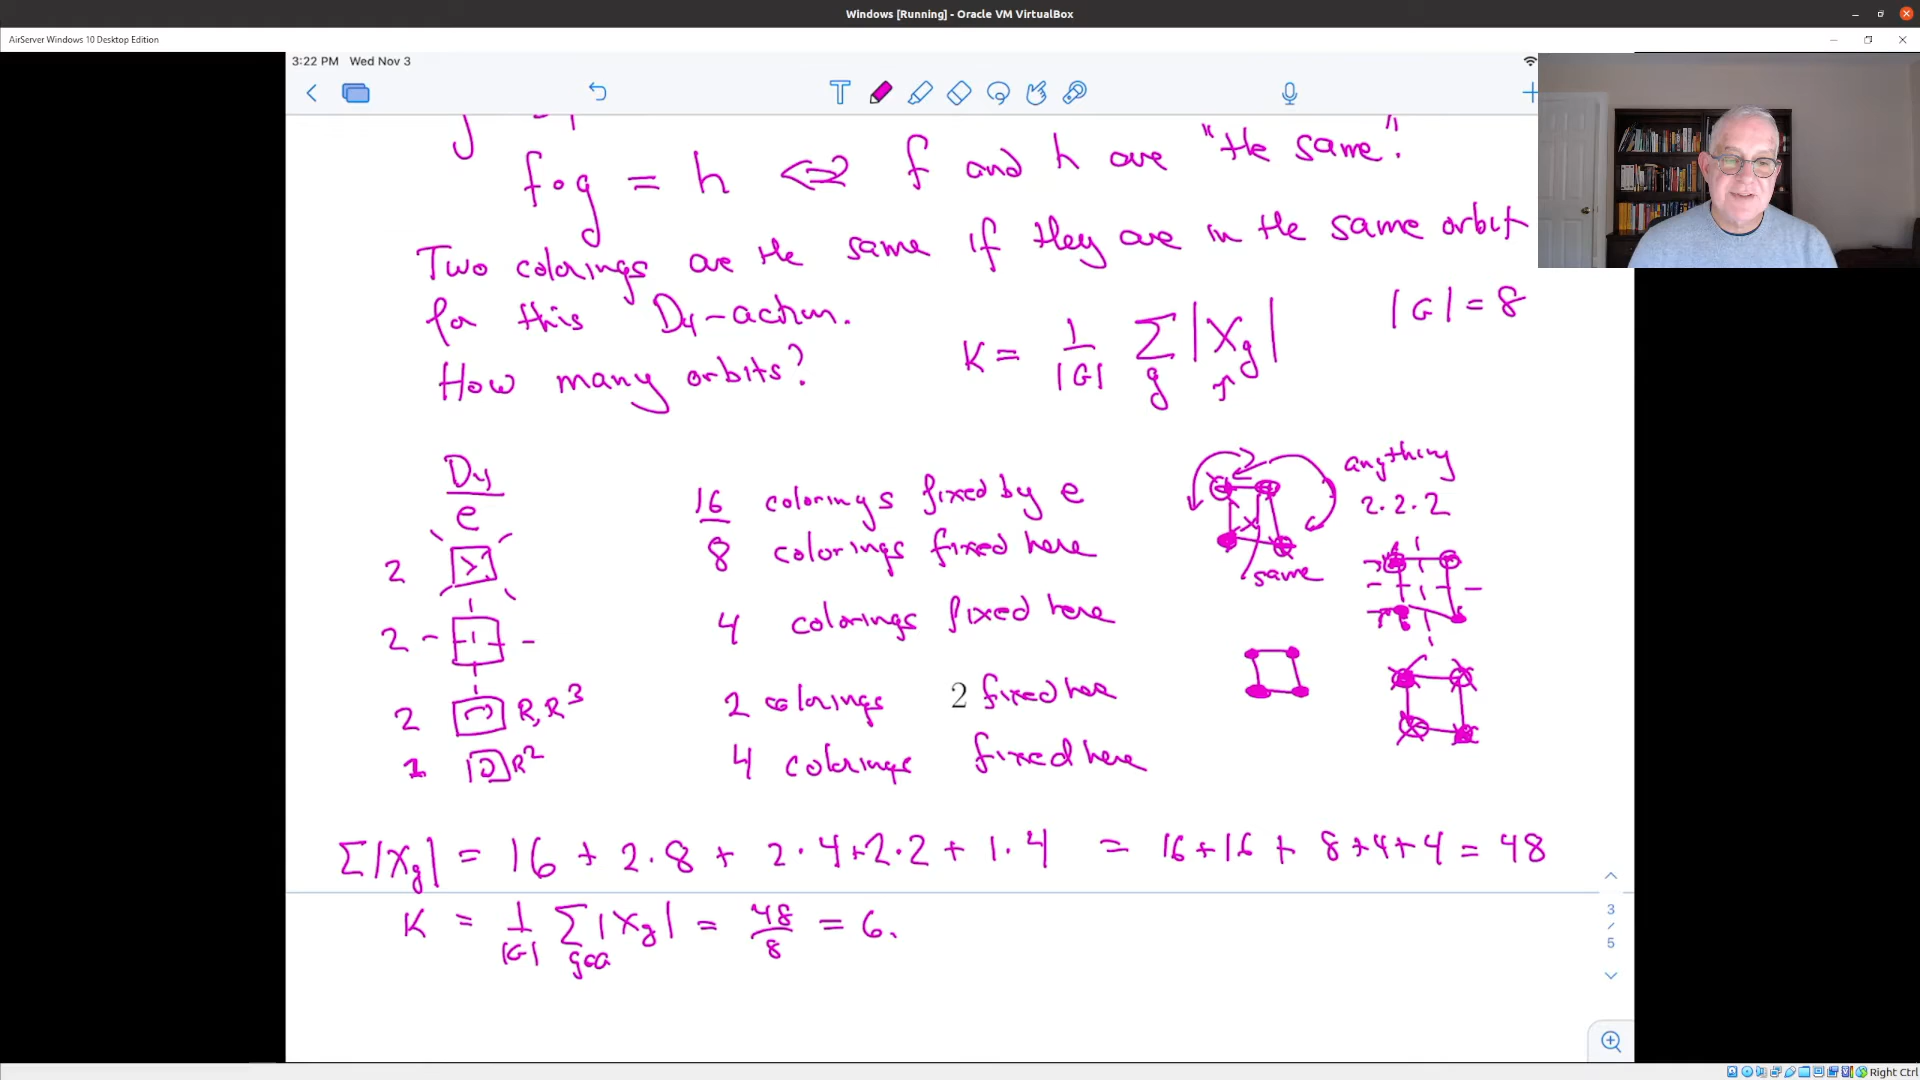 Windows [Running] - Oracle VM VirtualBox
AirServer Windows 10 Desktop Edition
3:22 PM Wed Nov 3
f∘g = h ⇔ f and h are "the same".
Two colorings are the same if they are in the same orbit
for this D4-action.
|G| = 8
How many orbits?
K = 1/|G| Σ_g |X_g|
D4
e
16 colorings fixed by e
anything
2·2·2
2
8 colorings fixed here
same
2
4 colorings fixed here
2 R, R³
2 colorings 2 fixed here
1 R²
4 colorings fixed here
Σ|X_g| = 16 + 2·8 + 2·4+2·2 + 1·4 = 16+16 + 8+4+4 = 48
K = 1/|G| Σ_{g∈G} |X_g| = 48/8 = 6.
3
/
5
Right Ctrl